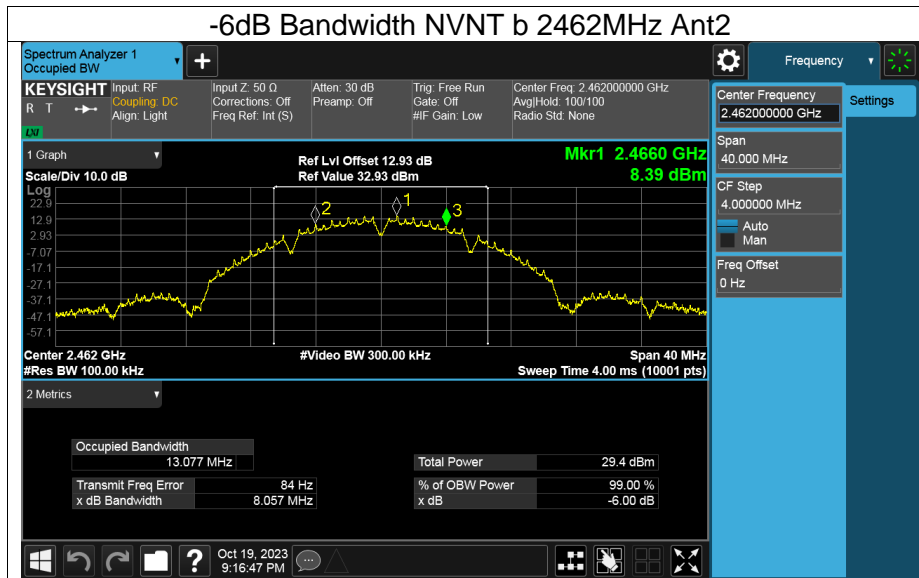 -6dB Bandwidth NVNT b 2462MHz Ant2
Spectrum Analyzer 1
Occupied BW
+
Frequency
KEYSIGHT
R T
LXI
Input: RF
Coupling: DC
Align: Light
Input Z: 50 Ω
Corrections: Off
Freq Ref: Int (S)
Atten: 30 dB
Preamp: Off
Trig: Free Run
Gate: Off
#IF Gain: Low
Center Freq: 2.462000000 GHz
Avg|Hold: 100/100
Radio Std: None
Center Frequency
2.462000000 GHz
Settings
Span
40.000 MHz
CF Step
4.000000 MHz
Auto
Man
Freq Offset
0 Hz
1 Graph
Scale/Div 10.0 dB
Ref Lvl Offset 12.93 dB
Ref Value 32.93 dBm
Mkr1 2.4660 GHz
8.39 dBm
Log
22.9
12.9
2.93
-7.07
-17.1
-27.1
-37.1
-47.1
-57.1
2
1
3
Center 2.462 GHz
#Video BW 300.00 kHz
Span 40 MHz
#Res BW 100.00 kHz
Sweep Time 4.00 ms (10001 pts)
2 Metrics
Occupied Bandwidth
13.077 MHz
Total Power 29.4 dBm
Transmit Freq Error 84 Hz
% of OBW Power 99.00 %
x dB Bandwidth 8.057 MHz
x dB -6.00 dB
?
Oct 19, 2023
9:16:47 PM